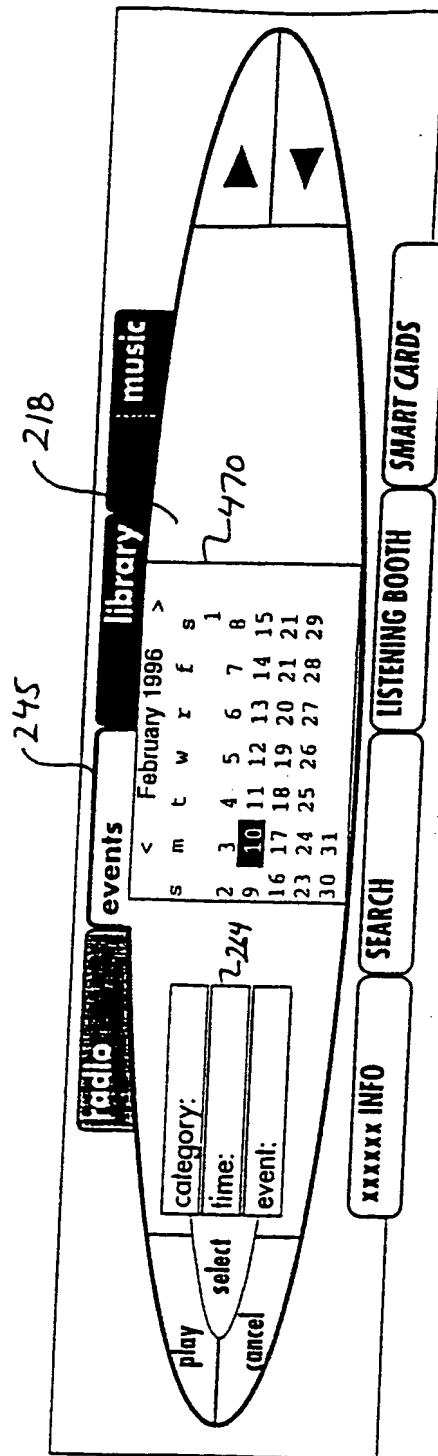 245
218
radio
events
library
music
play
select
cancel
category:
time:
event:
264
< February 1996 >
s m t w r f s
1
2 3 4 5 6 7 8
9 10 11 12 13 14 15
16 17 18 19 20 21 21
23 24 25 26 27 28 29
30 31
470
xxxxxx INFO
SEARCH
LISTENING BOOTH
SMART CARDS